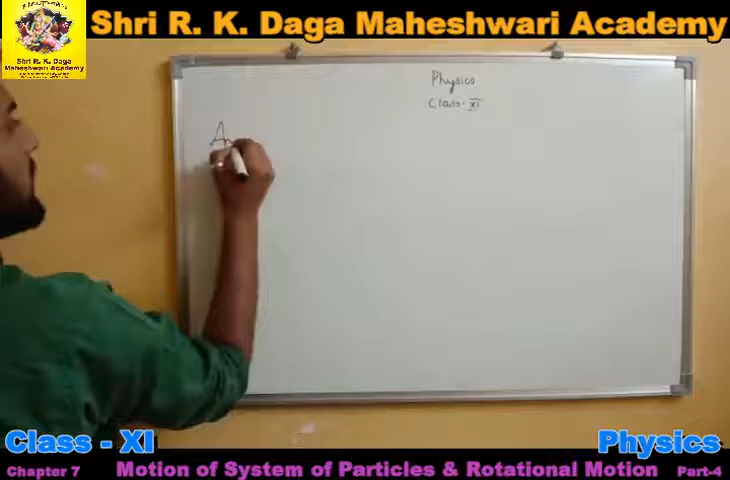 Shri R. K. Daga Maheshwari Academy
Shri R. K. Daga
Maheshwari Academy
Physics
Class-XI
A
Class - XI
Physics
Chapter 7 Motion of System of Particles & Rotational Motion Part-4